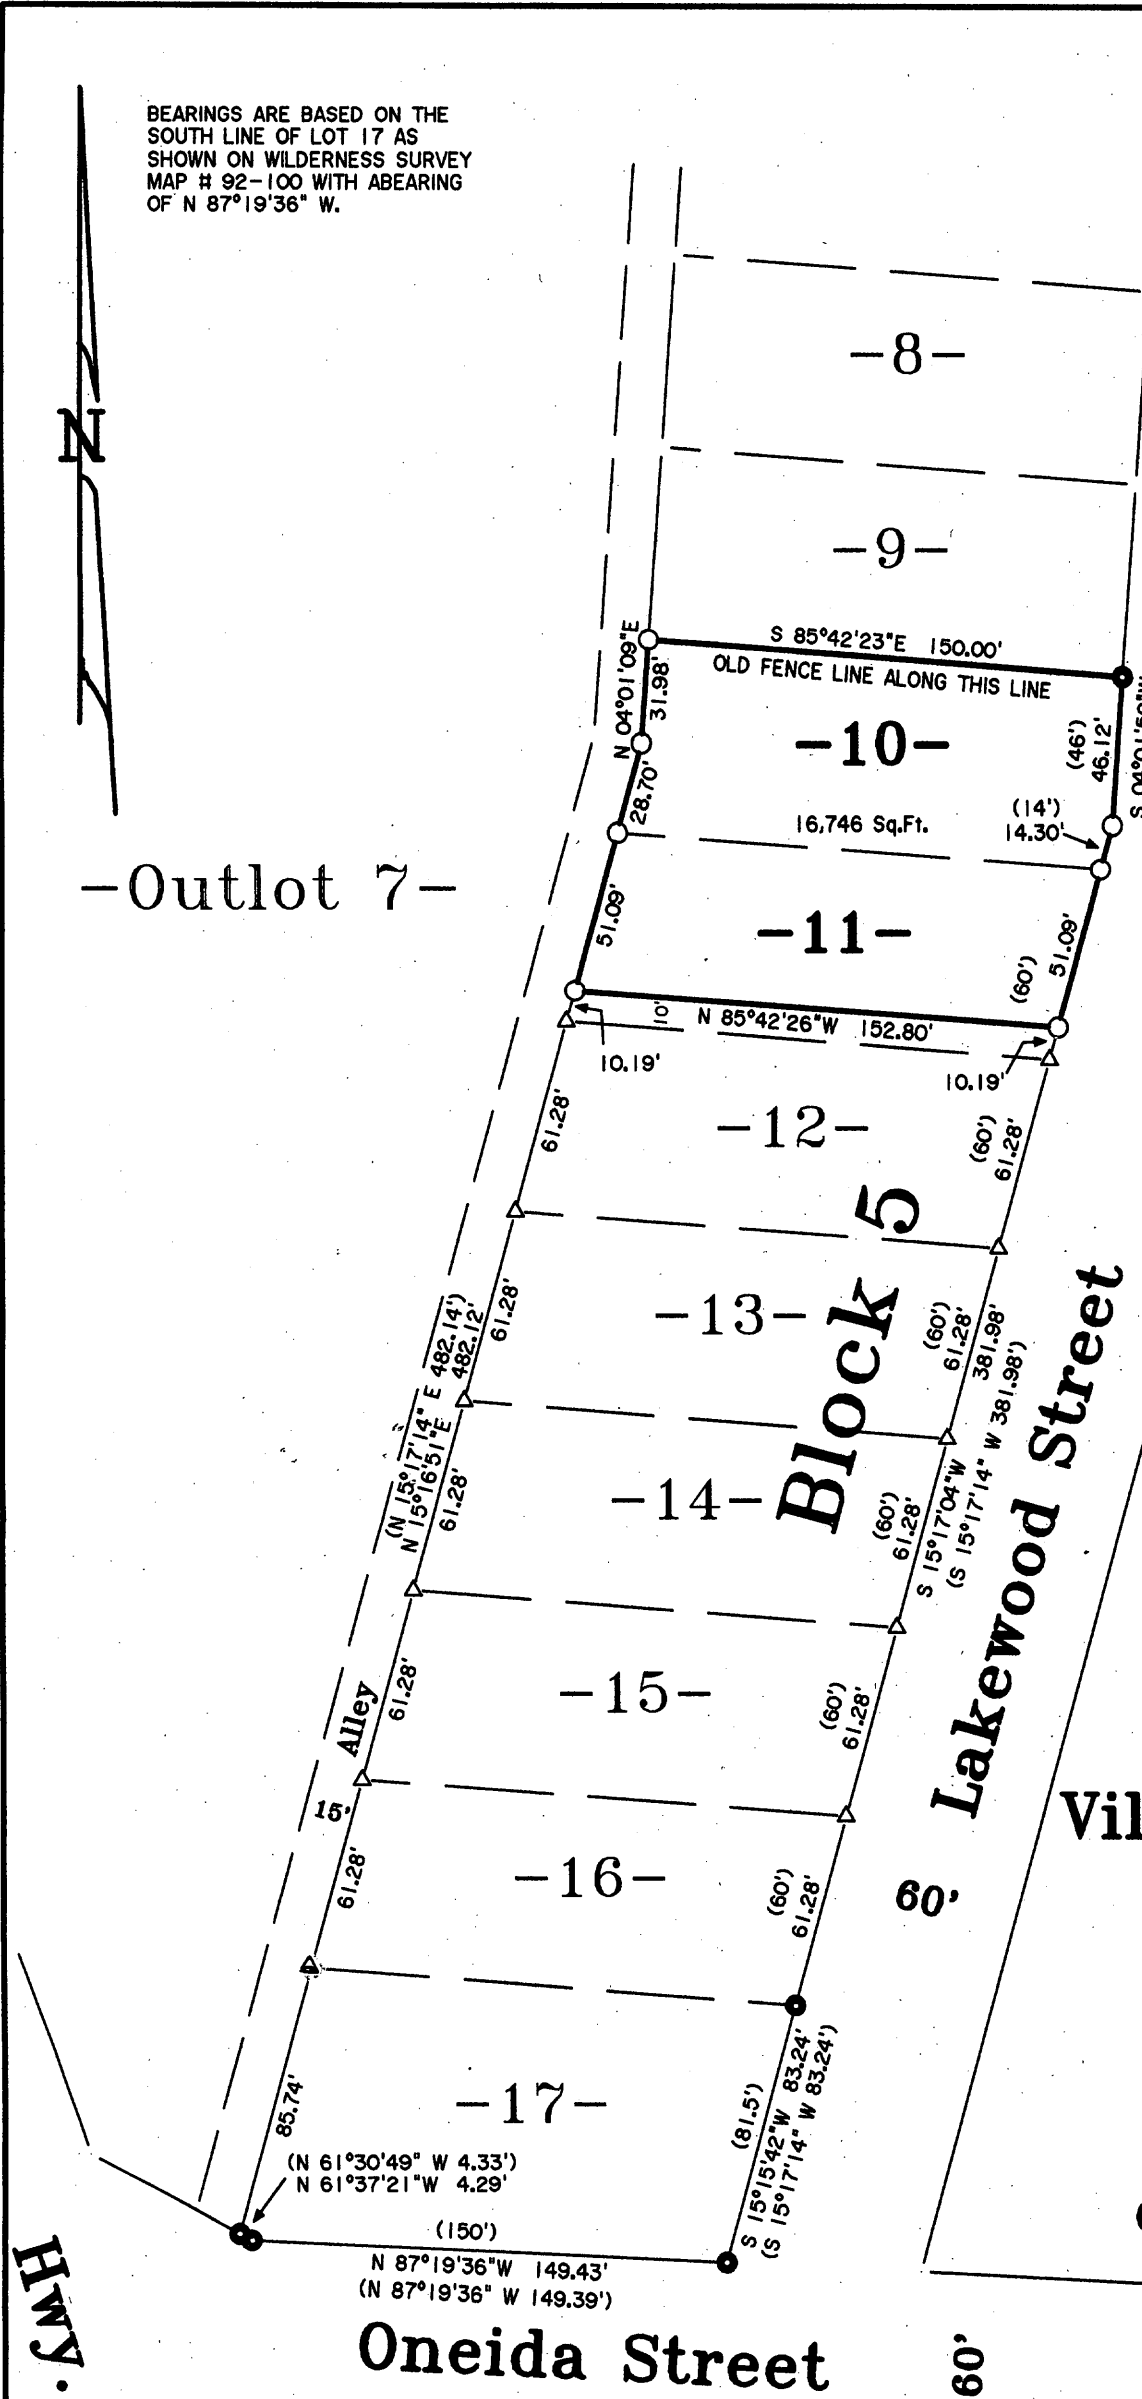 BEARINGS ARE BASED ON THE
SOUTH LINE OF LOT 17 AS
SHOWN ON WILDERNESS SURVEY
MAP # 92-100 WITH ABEARING
OF N 87°19'36" W.
N
-8-
-9-
S 85°42'23"E 150.00'
OLD FENCE LINE ALONG THIS LINE
N 04°01'09"E
31.98'
-10-
(46')
46.12'
28.70'
16,746 Sq.Ft.
(14')
14.30'
-Outlot 7-
51.09'
-11-
(60')
51.09'
10'
N 85°42'26"W 152.80'
10.19'
10.19'
61.28'
-12-
(60')
61.28'
Block 5
61.28'
-13-
(60')
61.28'
381.98'
S 15°17'04"W
(S 15°17'14" W 381.98')
(N 15°17'14" E 482.14')
N 15°16'51"E 482.12'
61.28'
-14-
(60')
61.28'
Lakewood Street
Alley
15'
61.28'
-15-
(60')
61.28'
Vil
61.28'
-16-
(60')
61.28'
60'
85.74'
-17-
(81.5')
S 15°15'42"W 83.24'
(S 15°17'14" W 83.24')
(N 61°30'49" W 4.33')
N 61°37'21"W 4.29'
(150')
N 87°19'36"W 149.43'
(N 87°19'36" W 149.39')
Hwy.
Oneida Street
60'